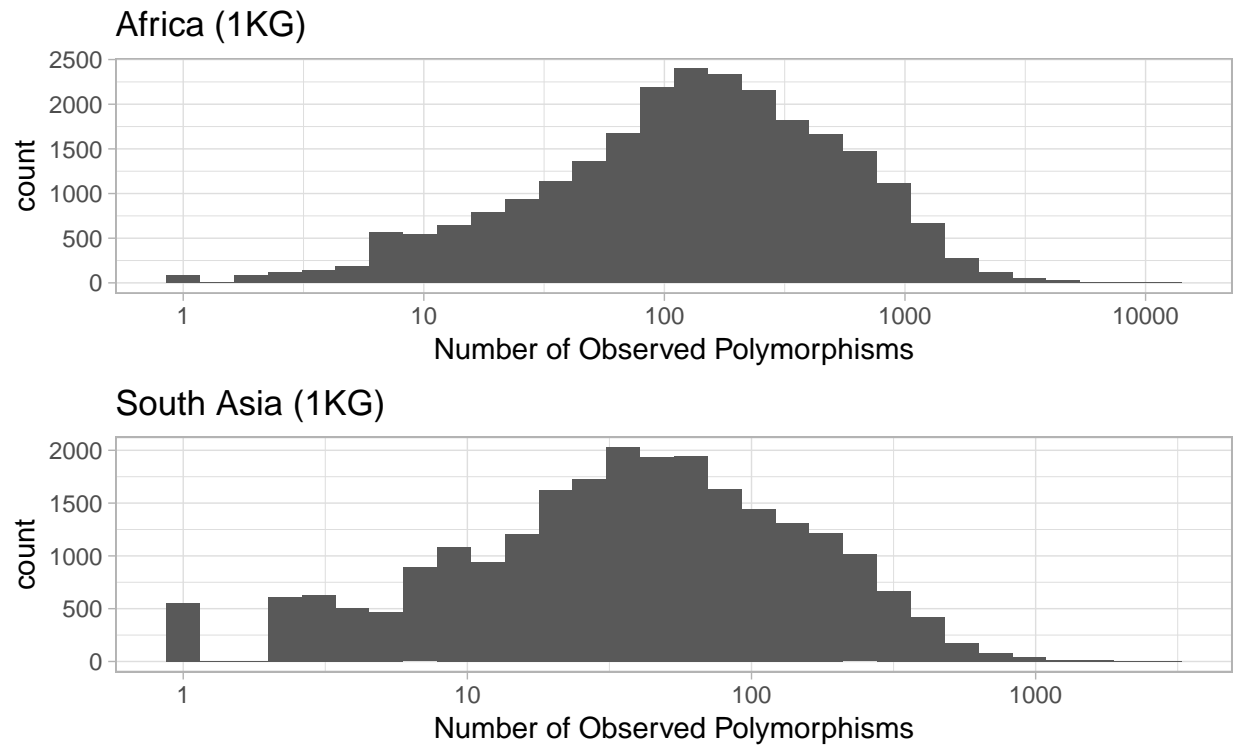 Africa (1KG)
2500
2000
1500
1000
500
0
count
1 10 100 1000 10000
Number of Observed Polymorphisms
South Asia (1KG)
2000
1500
1000
500
0
count
1 10 100 1000
Number of Observed Polymorphisms